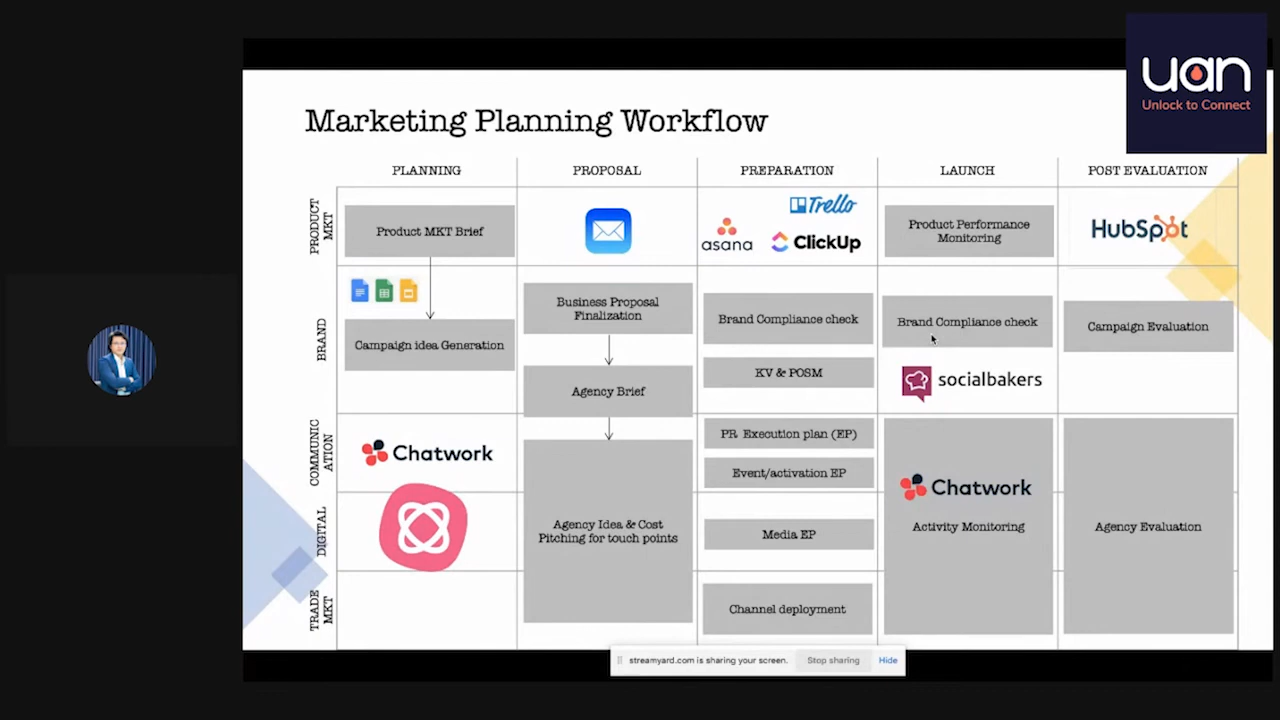 uan
Unlock to Connect
Marketing Planning Workflow
PLANNING
PROPOSAL
PREPARATION
LAUNCH
POST EVALUATION
PRODUCT
MKT
Product MKT Brief
asana
Trello
ClickUp
Product Performance
Monitoring
HubSpot
BRAND
Campaign idea Generation
Business Proposal
Finalization
Agency Brief
Brand Compliance check
KV & POSM
Brand Compliance check
socialbakers
Campaign Evaluation
COMMUNIC
ATION
Chatwork
PR Execution plan (EP)
Event/activation EP
Chatwork
Activity Monitoring
DIGITAL
Agency Idea & Cost
Pitching for touch points
Media EP
Agency Evaluation
TRADE
MKT
Channel deployment
streamyard.com is sharing your screen.
Stop sharing
Hide